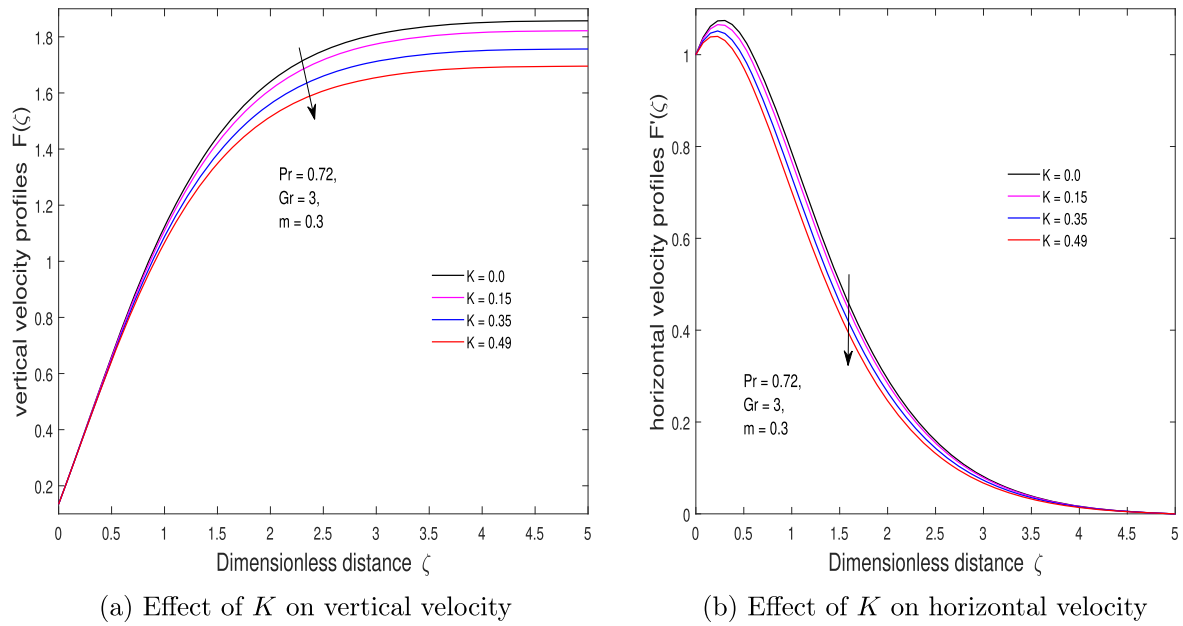 1.8
1.6
1.4
1.2
1
0.8
0.6
0.4
0.2
vertical velocity profiles F(ζ)
Pr = 0.72,
Gr = 3,
m = 0.3
K = 0.0
K = 0.15
K = 0.35
K = 0.49
0 0.5 1 1.5 2 2.5 3 3.5 4 4.5 5
Dimensionless distance ζ
(a) Effect of K on vertical velocity
1
0.8
0.6
0.4
0.2
0
horizontal velocity profiles F'(ζ)
K = 0.0
K = 0.15
K = 0.35
K = 0.49
Pr = 0.72,
Gr = 3,
m = 0.3
0 0.5 1 1.5 2 2.5 3 3.5 4 4.5 5
Dimensionless distance ζ
(b) Effect of K on horizontal velocity